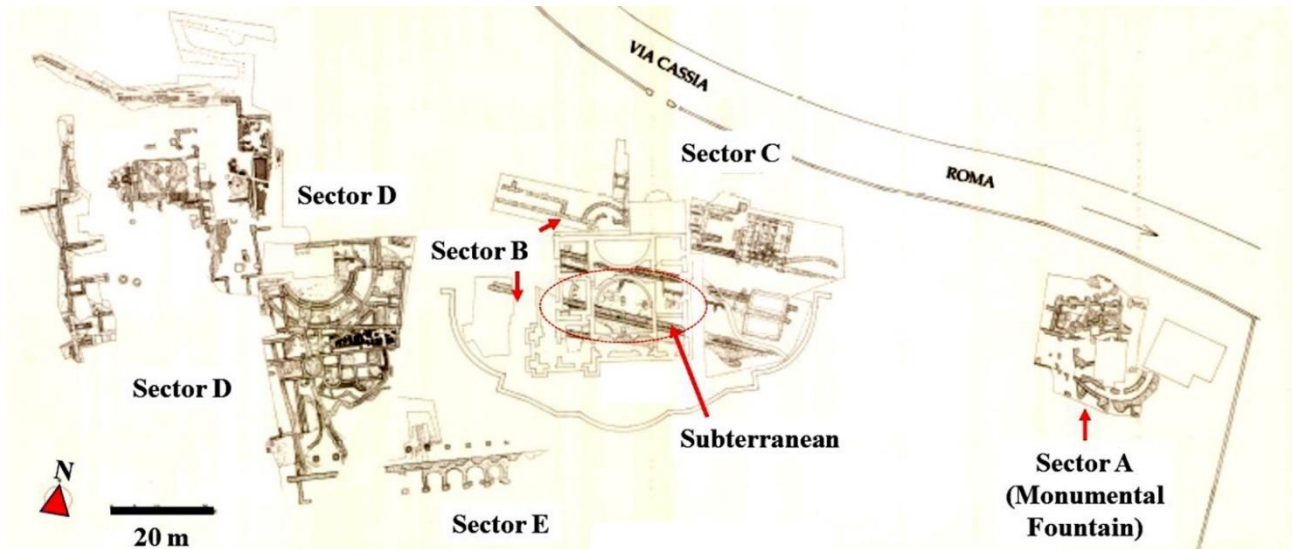 VIA CASSIA
Sector C
ROMA
Sector D
Sector B
Sector D
Subterranean
Sector A
(Monumental
Fountain)
N
20 m
Sector E